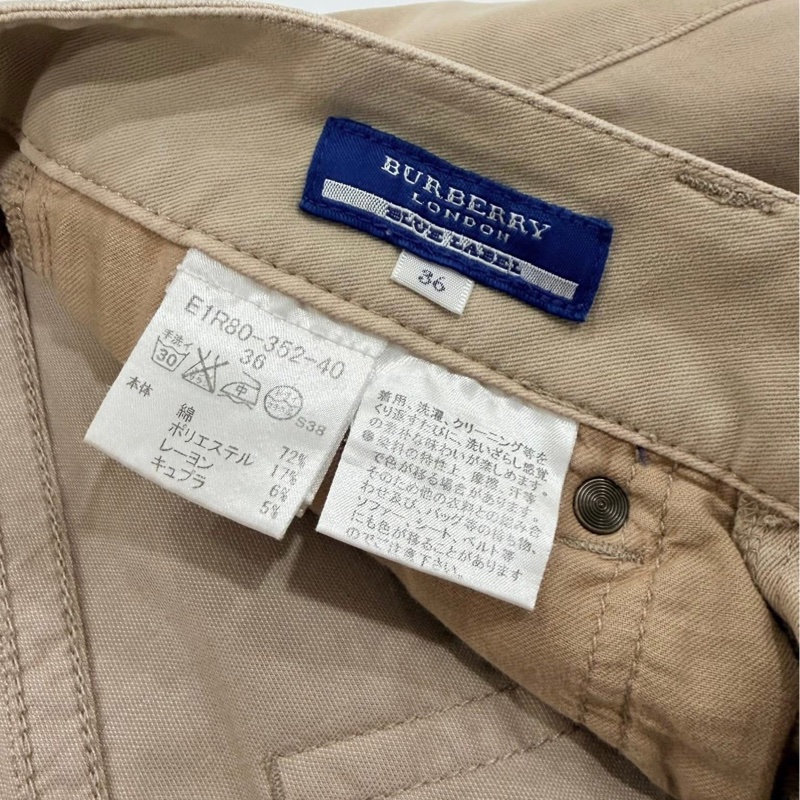 BURBERRY
LONDON
BLUE LABEL
36
E1R80-352-40
36
手洗イ
30
中
S38
本体
綿 72%
ポリエステル 17%
レーヨン 6%
キュプラ 5%
着用、洗濯、クリーニング等を
くり返すたびに、洗いざらし感覚
の素朴な味わいが楽しめます。
●染料の特性上、摩擦、汗等
で色が移る場合があります。
そのため他の衣料との組み合
わせ及び、バッグ等の持ち物、
ソファー、シート、ベルト等
にも色が移ることがあります
のでご注意下さい。